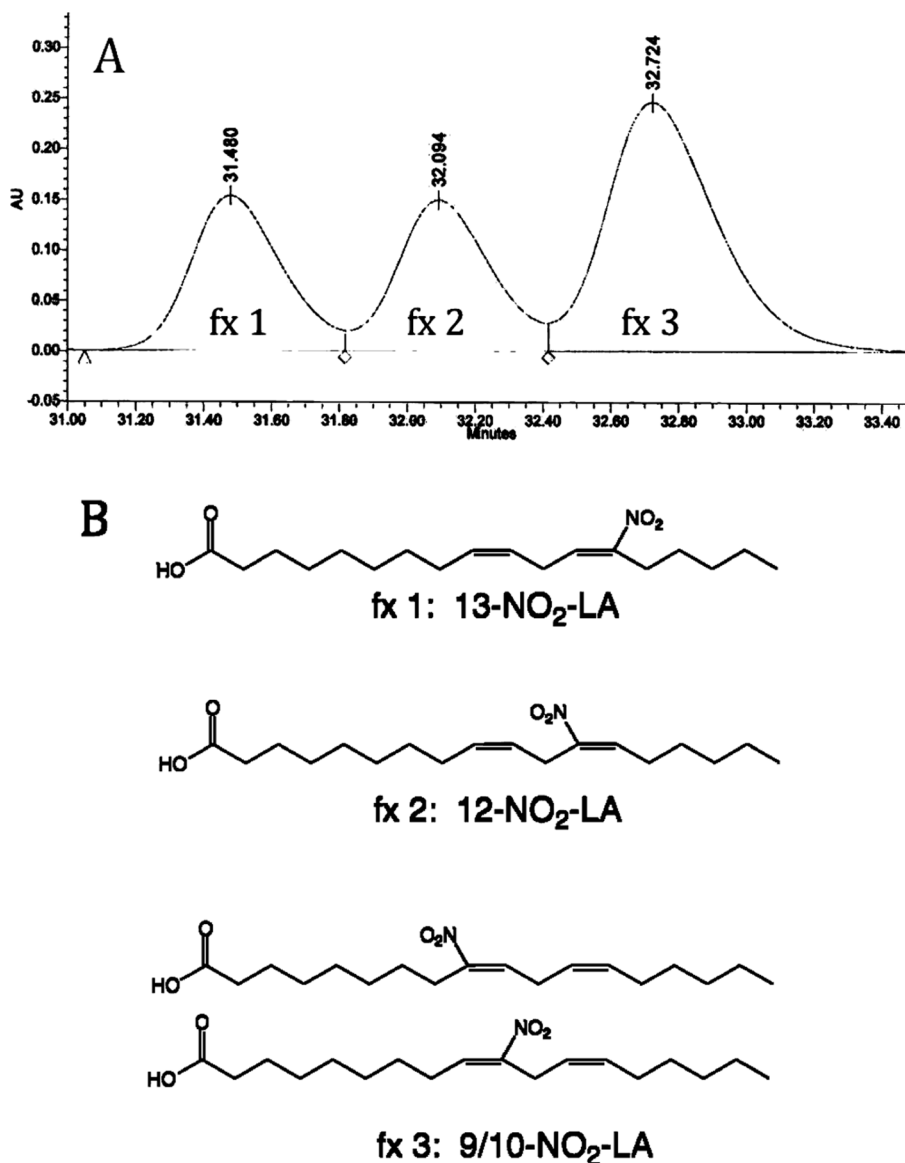 A
0.30
0.25
0.20
0.15
0.10
0.05
0.00
-0.05
AU
31.480
32.094
32.724
fx 1
fx 2
fx 3
31.00 31.20 31.40 31.60 31.80 32.00 32.20 32.40 32.60 32.80 33.00 33.20 33.40
Minutes
B
O
HO
NO2
fx 1: 13-NO2-LA
O
HO
O2N
fx 2: 12-NO2-LA
O
HO
O2N
O
HO
NO2
fx 3: 9/10-NO2-LA